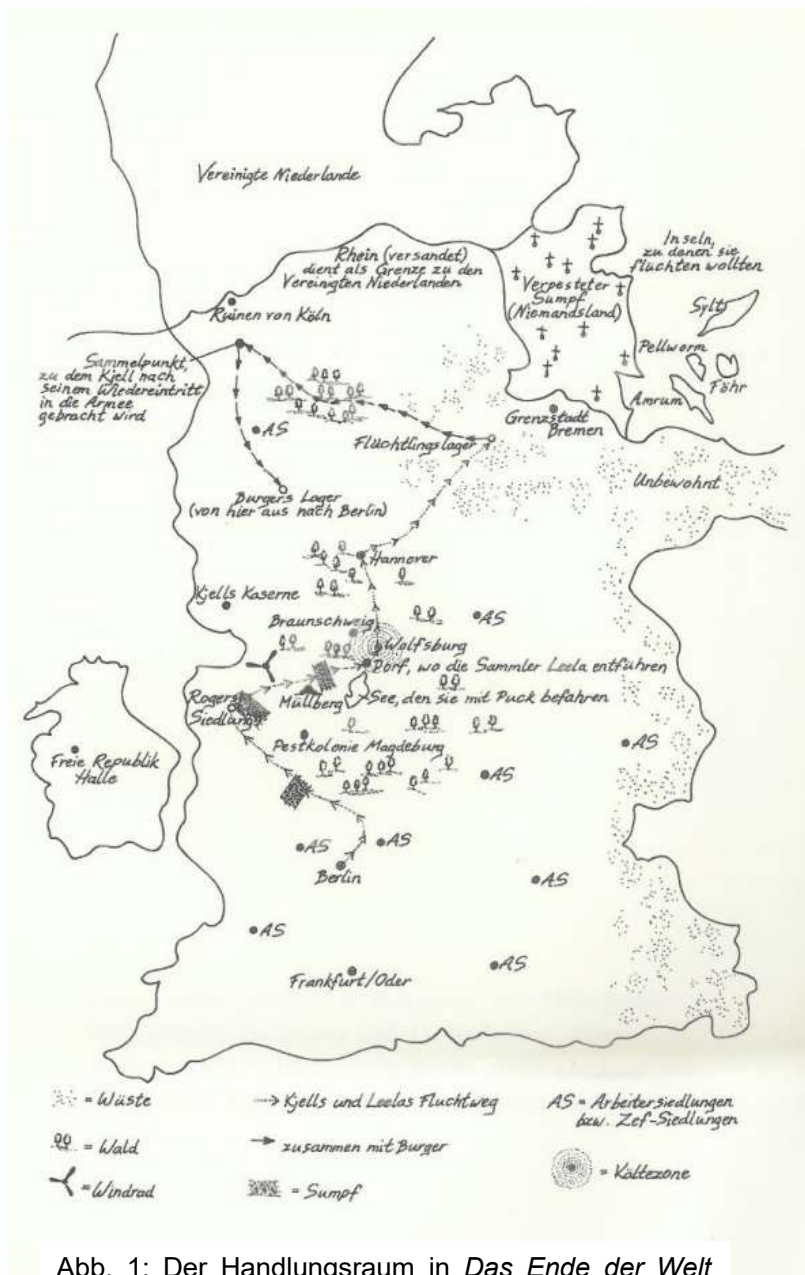 Vereinigte Niederlande
Rhein (versandet)
dient als Grenze zu den
Vereinigten Niederlanden
Inseln,
zu denen sie
flüchten wollten
Verpesteter
Sumpf
(Niemandsland)
Sylt
Ruinen von Köln
Pellworm
Föhr
Amrum
Sammelpunkt,
zu dem Kjell nach
seinem Wiedereintritt
in die Armee
gebracht wird
Grenzstadt
Bremen
AS
Flüchtlingslager
Unbewohnt
Burgers Lager
(von hier aus nach Berlin)
Hannover
Kjells Kaserne
AS
Braunschweig
Wolfsburg
Dorf, wo die Sammler Leela entführen
Rogers
Siedlung
Müllberg
See, den sie mit Puck befahren
Pestkolonie Magdeburg
AS
Freie Republik
Halle
AS
AS
AS
Berlin
AS
AS
AS
Frankfurt/Oder
= Wüste
Kjells und Leelas Fluchtweg
AS = Arbeitersiedlungen
bzw. Zef-Siedlungen
= Wald
zusammen mit Burger
= Windrad
= Sumpf
= Kältezone
Abb. 1: Der Handlungsraum in Das Ende der Welt